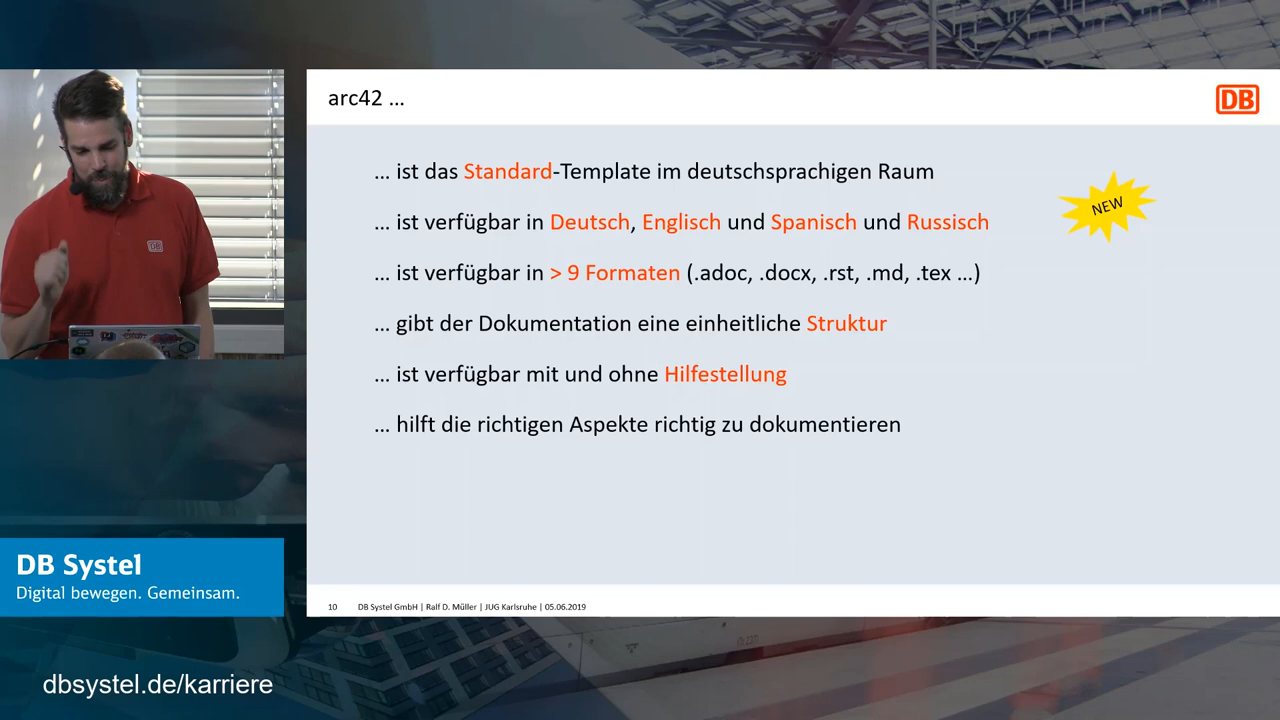 arc42 ...
DB
... ist das Standard-Template im deutschsprachigen Raum
... ist verfügbar in Deutsch, Englisch und Spanisch und Russisch
NEW
... ist verfügbar in > 9 Formaten (.adoc, .docx, .rst, .md, .tex ...)
... gibt der Dokumentation eine einheitliche Struktur
... ist verfügbar mit und ohne Hilfestellung
... hilft die richtigen Aspekte richtig zu dokumentieren
10 DB Systel GmbH | Ralf D. Müller | JUG Karlsruhe | 05.06.2019
DB
DB Systel
Digital bewegen. Gemeinsam.
dbsystel.de/karriere